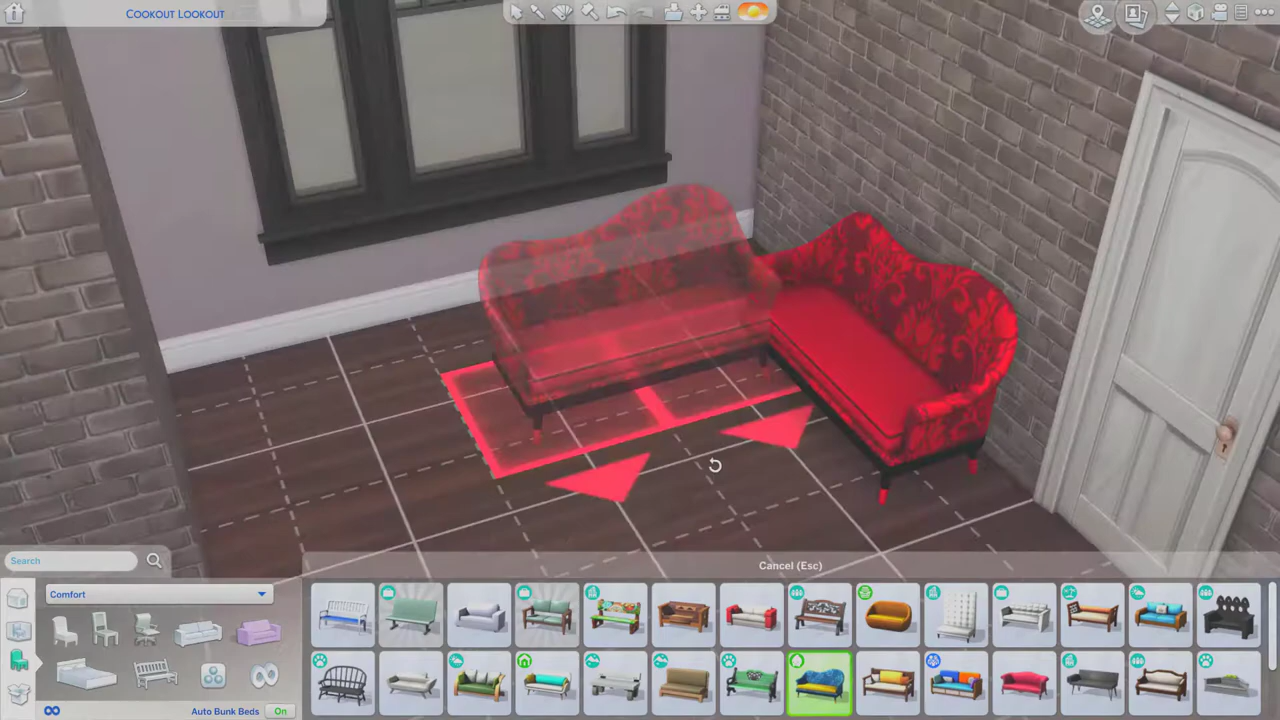 Cookout Lookout
Cancel (Esc)
Search
Comfort
Auto Bunk Beds On